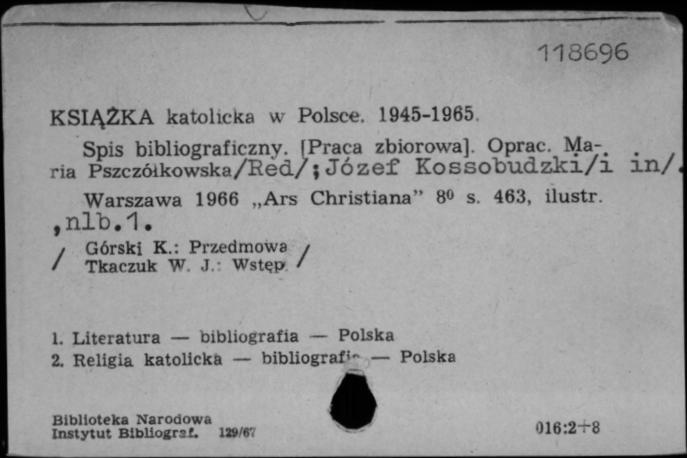 118696
KSIĄŻKA katolicka w Polsce. 1945-1965.
Spis bibliograficzny. [Praca zbiorowa]. Oprac. Ma-
ria Pszczółkowska/Red/;Józef Kossobudzki/i in/.
Warszawa 1966 „Ars Christiana” 8⁰ s. 463, ilustr.
,nlb.1.
/ Górski K.: Przedmowa /
/ Tkaczuk W. J.: Wstęp. /
1. Literatura — bibliografia — Polska
2. Religia katolicka — bibliografia — Polska
Biblioteka Narodowa
Instytut Bibliograf. 129/67
016:2+8